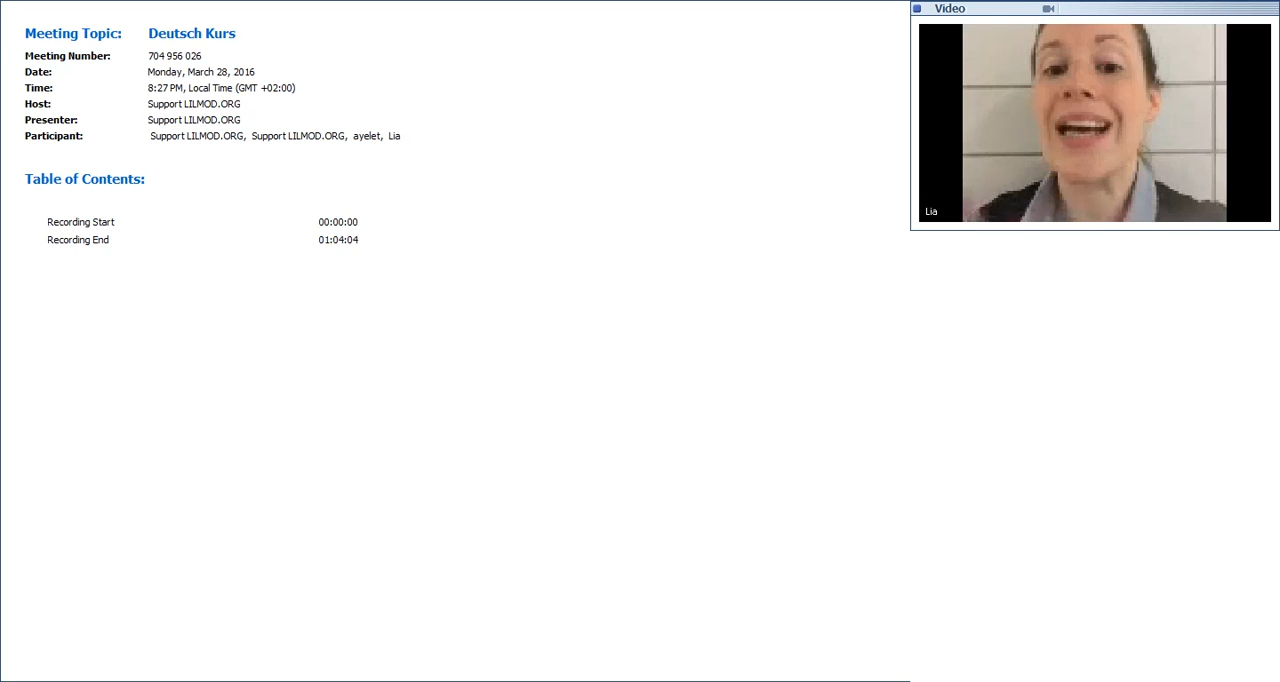 Meeting Topic: Deutsch Kurs
Meeting Number: 704 956 026
Date: Monday, March 28, 2016
Time: 8:27 PM, Local Time (GMT +02:00)
Host: Support LILMOD.ORG
Presenter: Support LILMOD.ORG
Participant: Support LILMOD.ORG, Support LILMOD.ORG, ayelet, Lia
Table of Contents:
Recording Start 00:00:00
Recording End 01:04:04
Video
Lia